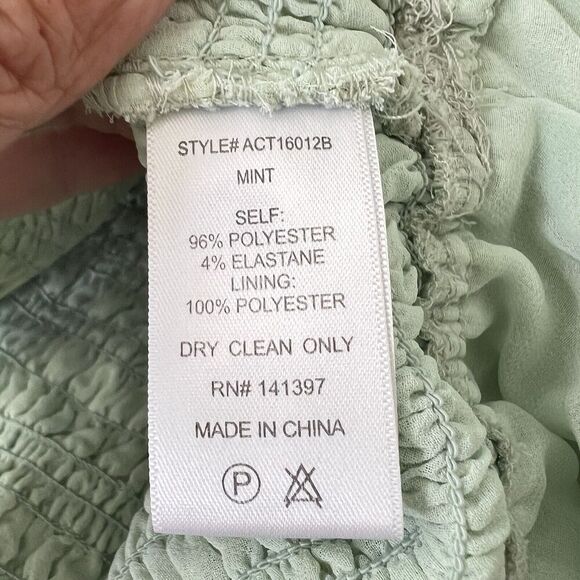 STYLE# ACT16012B
MINT
SELF:
96% POLYESTER
4% ELASTANE
LINING:
100% POLYESTER
DRY CLEAN ONLY
RN# 141397
MADE IN CHINA
P